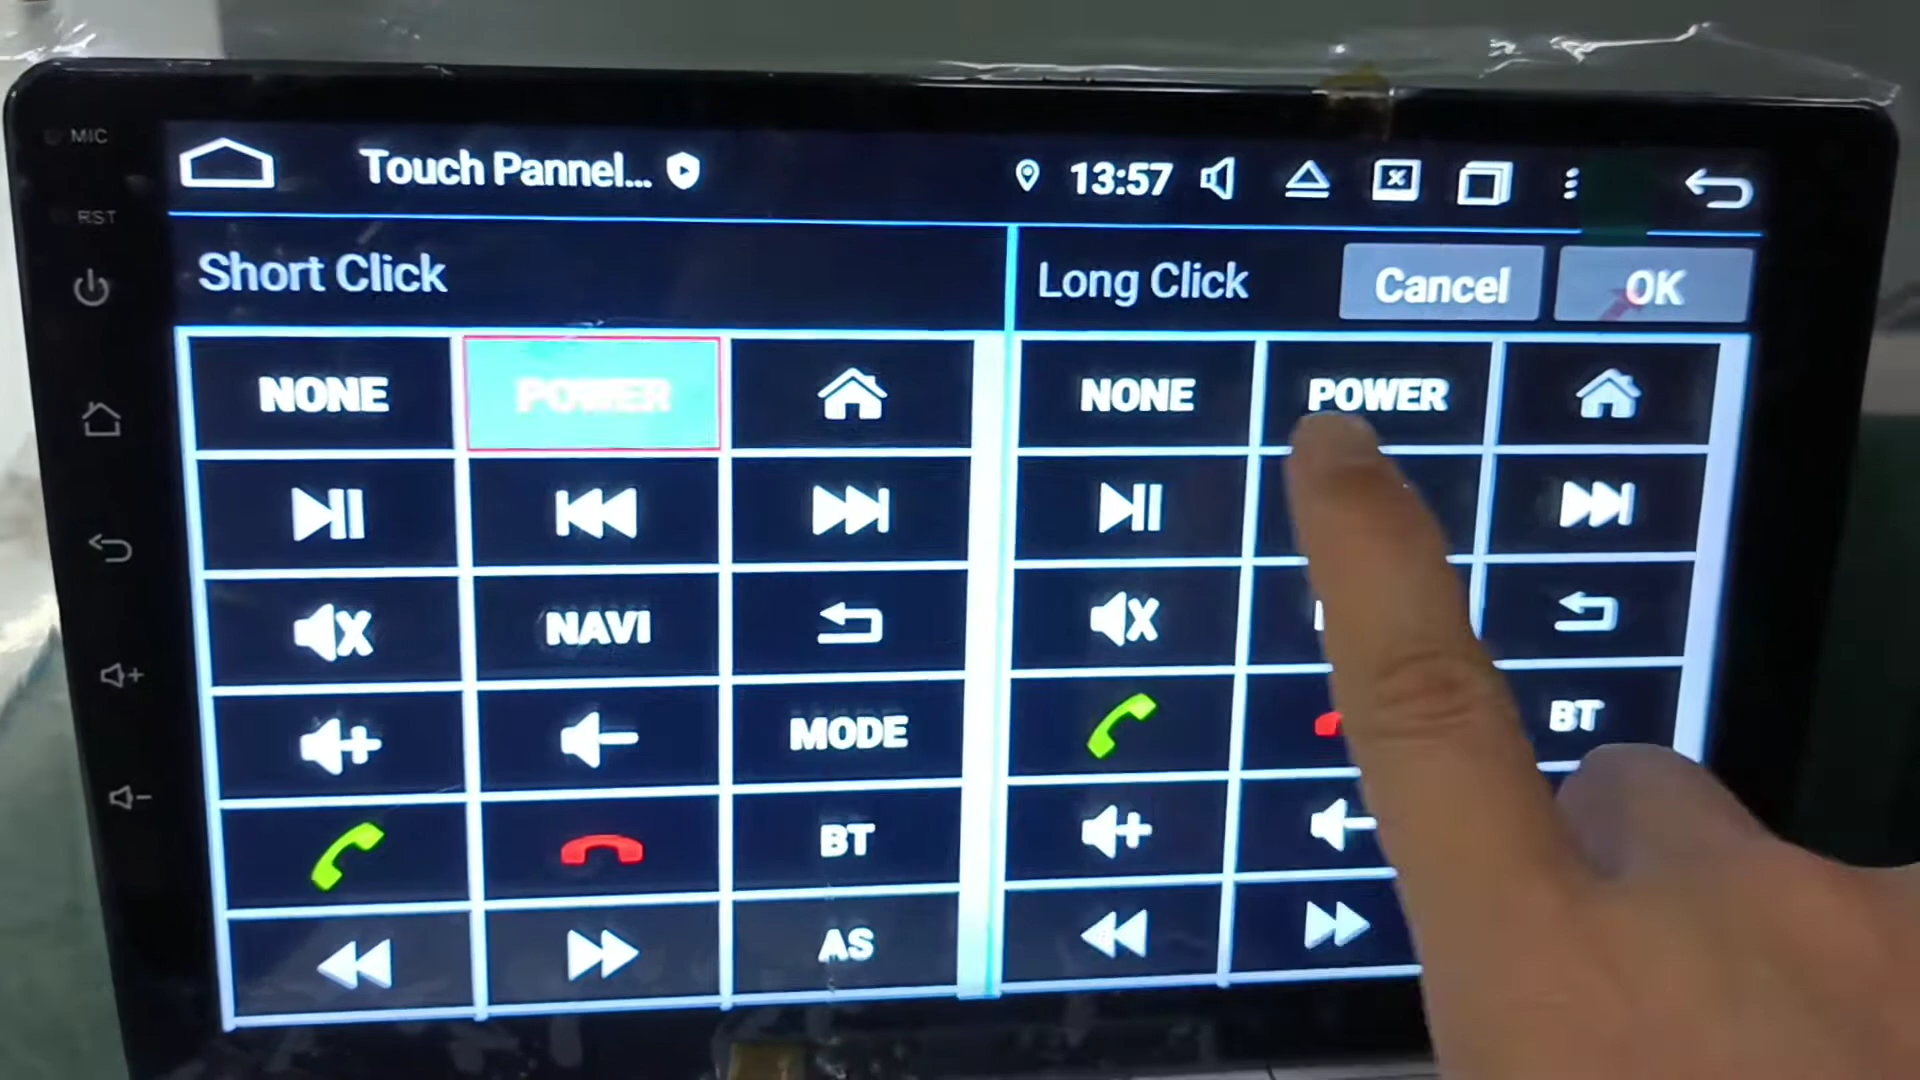 MIC
RST
Touch Pannel...
13:57
Short Click
Long Click
Cancel
OK
NONE
POWER
NONE
POWER
NAVI
MODE
BT
BT
AS